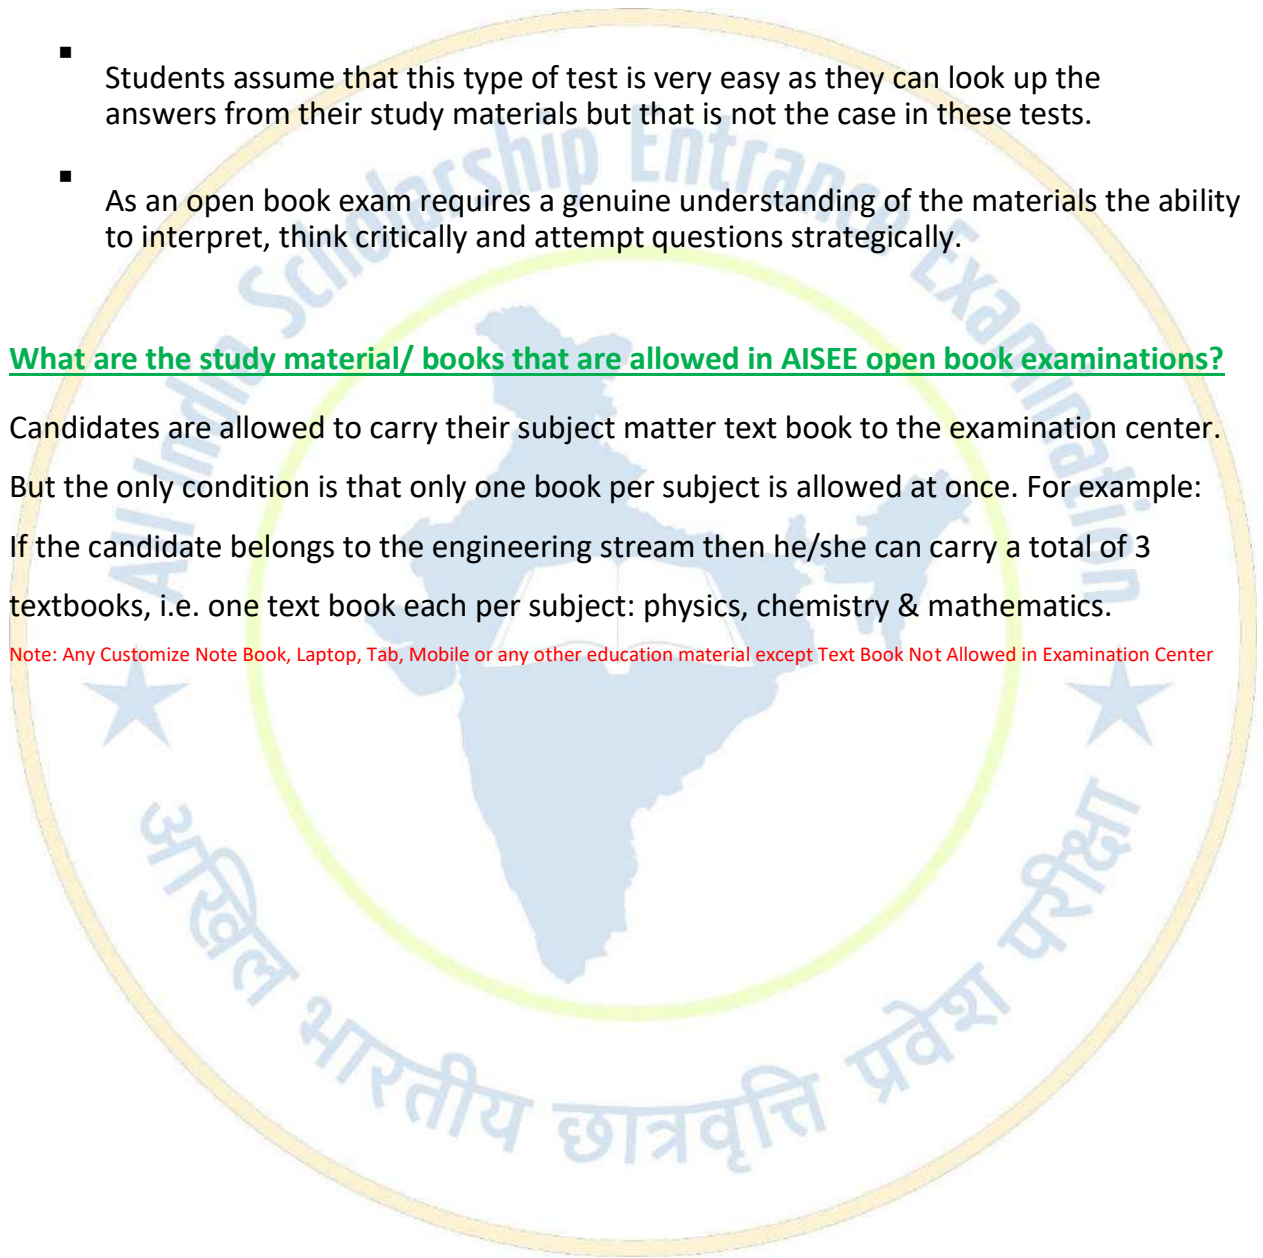 ▪
Students assume that this type of test is very easy as they can look up the
answers from their study materials but that is not the case in these tests.
▪
As an open book exam requires a genuine understanding of the materials the ability
to interpret, think critically and attempt questions strategically.
What are the study material/ books that are allowed in AISEE open book examinations?
Candidates are allowed to carry their subject matter text book to the examination center.
But the only condition is that only one book per subject is allowed at once. For example:
If the candidate belongs to the engineering stream then he/she can carry a total of 3
textbooks, i.e. one text book each per subject: physics, chemistry & mathematics.
Note: Any Customize Note Book, Laptop, Tab, Mobile or any other education material except Text Book Not Allowed in Examination Center
All India Scholarship Entrance Examination
अखिल भारतीय छात्रवृत्ति प्रवेश परीक्षा